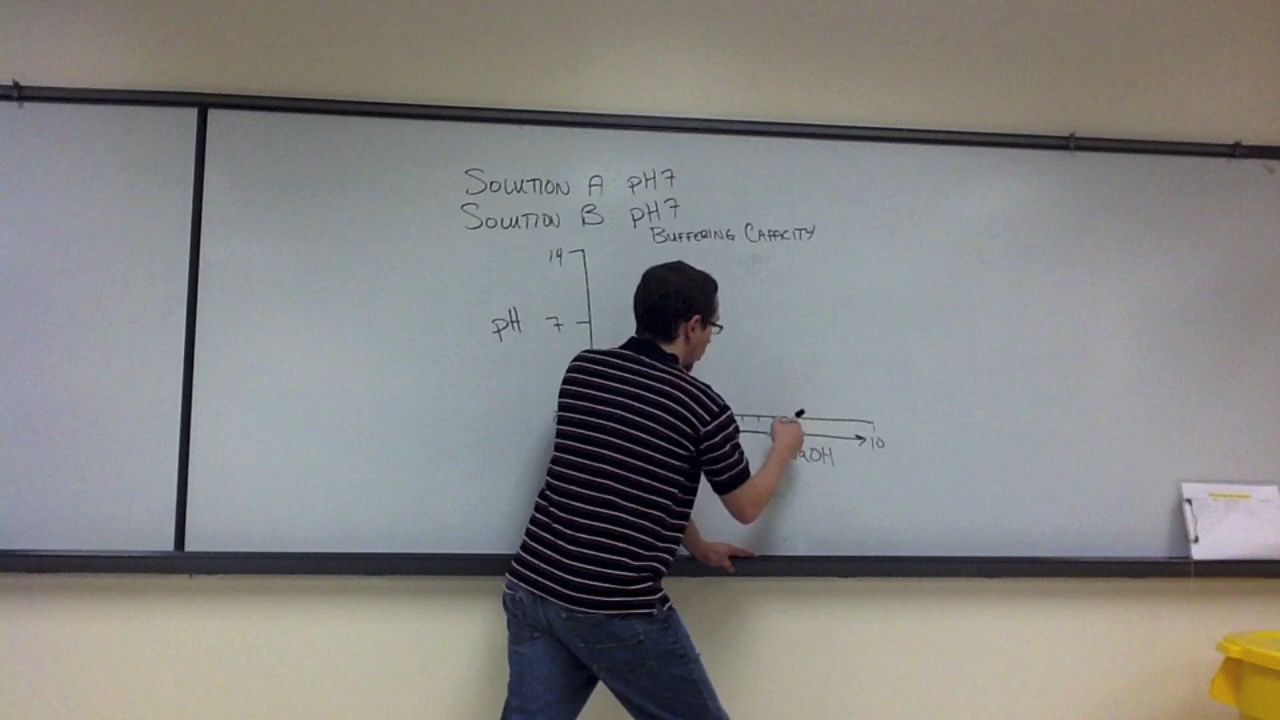 SOLUTION A pH7
SOLUTION B pH7
BUFFERING CAPACITY
14
pH 7
10